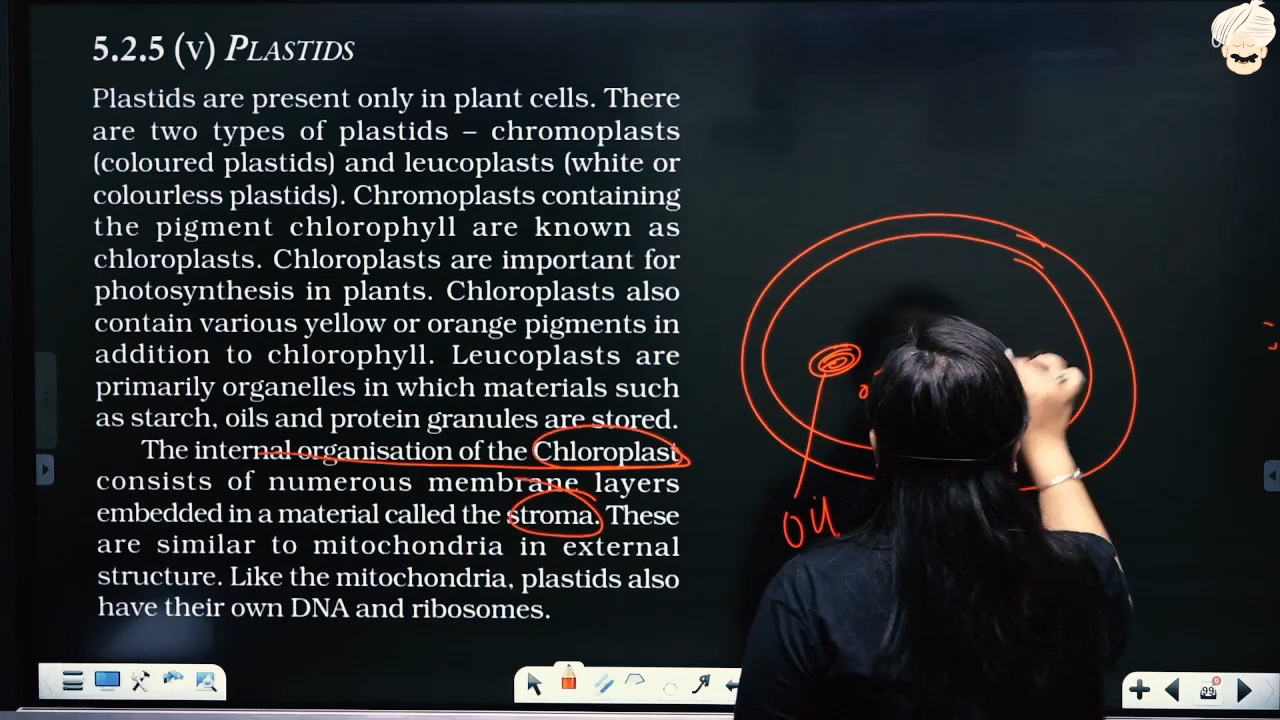 5.2.5 (v) PLASTIDS
Plastids are present only in plant cells. There
are two types of plastids – chromoplasts
(coloured plastids) and leucoplasts (white or
colourless plastids). Chromoplasts containing
the pigment chlorophyll are known as
chloroplasts. Chloroplasts are important for
photosynthesis in plants. Chloroplasts also
contain various yellow or orange pigments in
addition to chlorophyll. Leucoplasts are
primarily organelles in which materials such
as starch, oils and protein granules are stored.
The internal organisation of the Chloroplast
consists of numerous membrane layers
embedded in a material called the stroma. These
are similar to mitochondria in external
structure. Like the mitochondria, plastids also
have their own DNA and ribosomes.
Oil
99